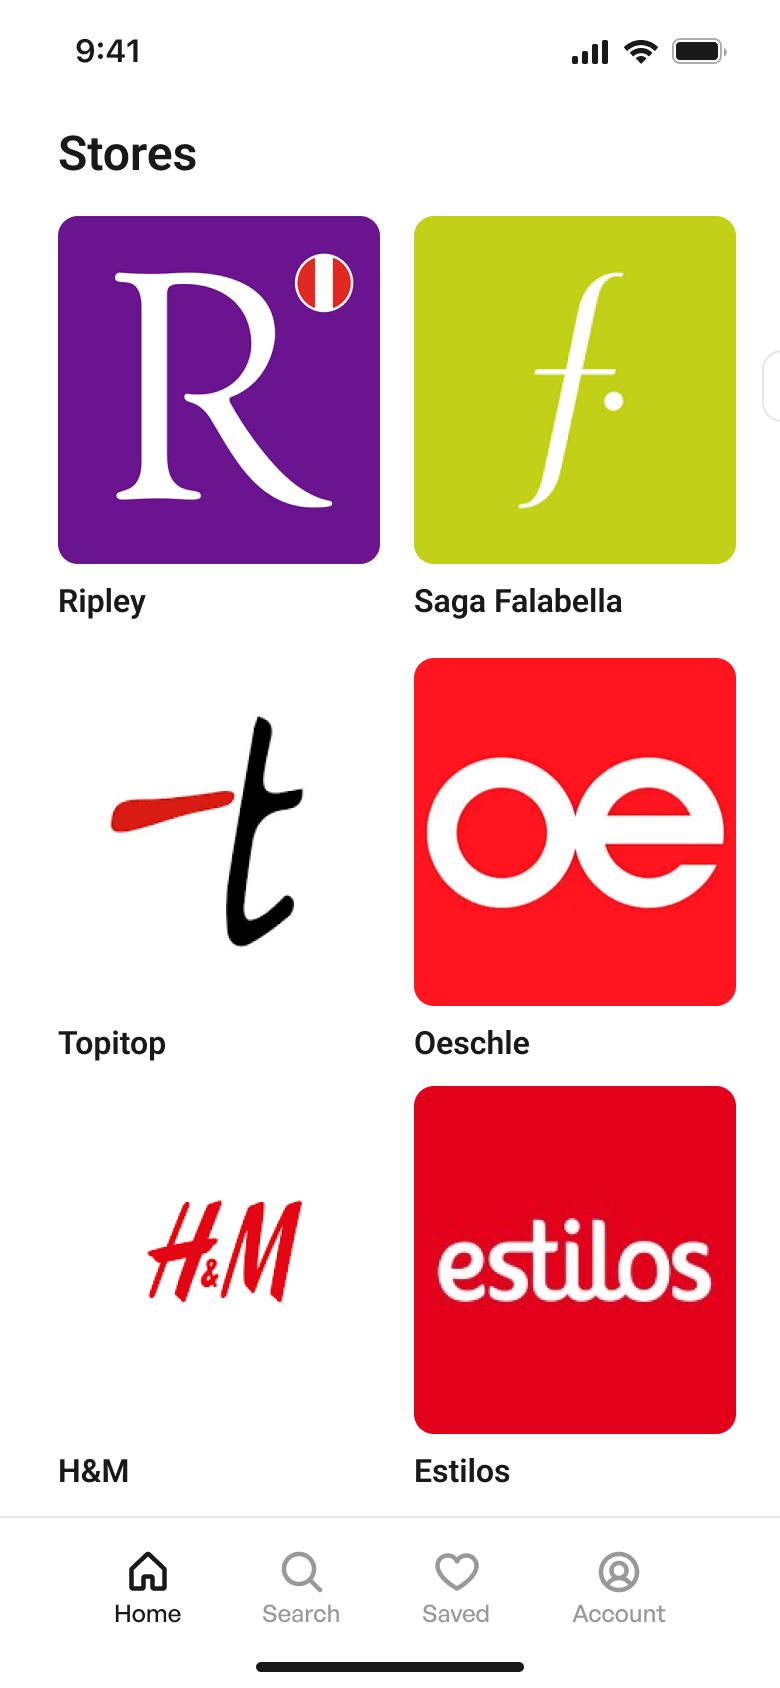 9:41
Stores
R
f.
Ripley
Saga Falabella
t
oe
Topitop
Oeschle
H&M
estilos
H&M
Estilos
Home
Search
Saved
Account